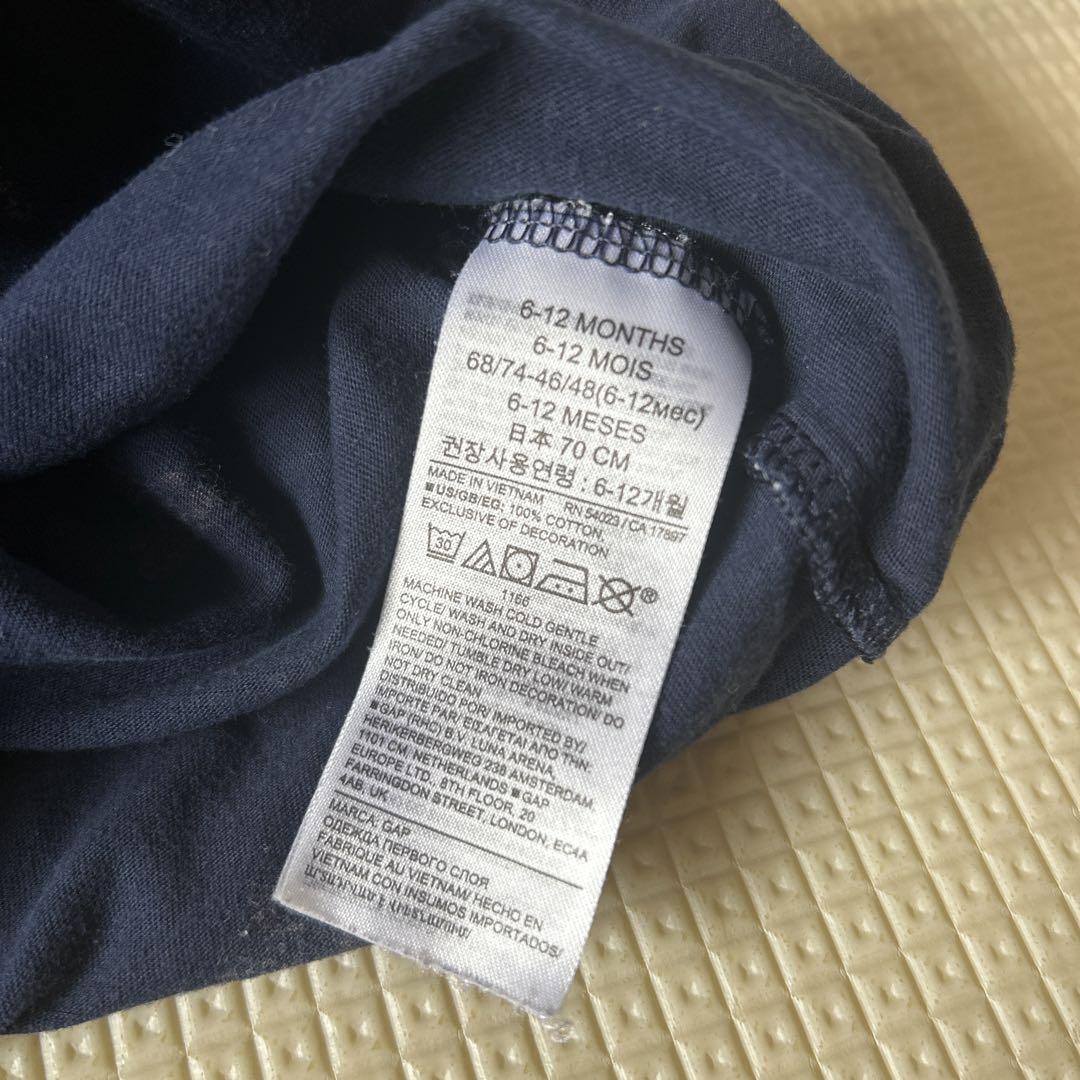 6-12 MONTHS
6-12 MOIS
68/74-46/48(6-12мес)
6-12 MESES
日本 70 CM
권장사용연령 : 6-12개월
MADE IN VIETNAM RN 54023 / CA 17897
■ US/GB/EG: 100% COTTON
EXCLUSIVE OF DECORATION
30
®
1166
MACHINE WASH COLD GENTLE
CYCLE/ WASH AND DRY, INSIDE OUT/
ONLY NON-CHLORINE BLEACH WHEN
NEEDED/ TUMBLE DRY LOW/ WARM
IRON/ DO NOT IRON DECORATION/ DO
NOT DRY CLEAN
DISTRIBUIDO POR/IMPORTED BY/
IMPORTE PAR/ ΕΙΣΑΓΕΤΑΙ ΑΠΟ ΤΗΝ:
■ GAP (RHD) B.V. LUNA ARENA,
HERIKERBERGWEG 238 AMSTERDAM
1101 CM, NETHERLANDS ■ GAP
EUROPE LTD, 8TH FLOOR, 20
FARRINGDON STREET, LONDON, EC4A
4AB, UK
MARCA: GAP
ОДЕЖДА ПЕРВОГО СЛОЯ
FABRIQUE AU VIETNAM/ HECHO EN
VIETNAM CON INSUMOS IMPORTADOS/